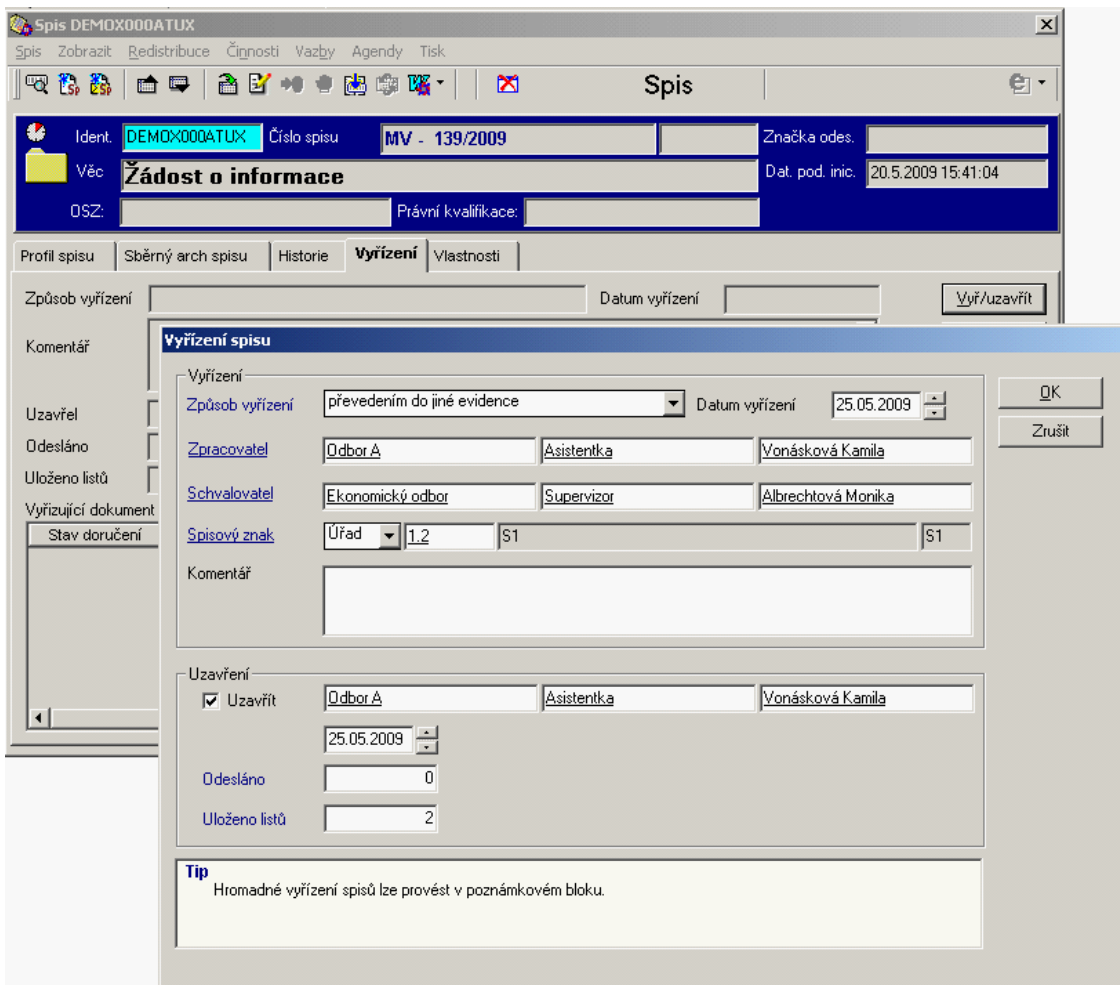 Spis DEMOX000ATUX
Spis Zobrazit Redistribuce Činnosti Vazby Agendy Tisk
Spis
Ident. DEMOX000ATUX Číslo spisu MV - 139/2009 Značka odes.
Věc Žádost o informace Dat. pod. inic. 20.5.2009 15:41:04
OSZ: Právní kvalifikace:
Profil spisu Sběrný arch spisu Historie Vyřízení Vlastnosti
Způsob vyřízení Datum vyřízení Vyř/uzavřít
Komentář
Uzavřel
Odesláno
Uloženo listů
Vyřizující dokument
Stav doručení
Vyřízení spisu
Vyřízení
Způsob vyřízení převedením do jiné evidence Datum vyřízení 25.05.2009 OK
Zrušit
Zpracovatel Odbor A Asistentka Vonásková Kamila
Schvalovatel Ekonomický odbor Supervizor Albrechtová Monika
Spisový znak Úřad 1.2 S1 S1
Komentář
Uzavření
Uzavřít Odbor A Asistentka Vonásková Kamila
25.05.2009
Odesláno 0
Uloženo listů 2
Tip
Hromadné vyřízení spisů lze provést v poznámkovém bloku.